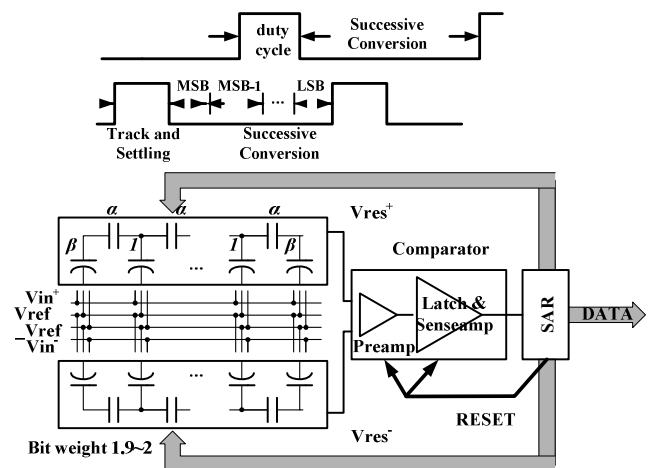 duty
cycle
Successive
Conversion
MSB MSB-1 ... LSB
Track and
Settling
Successive
Conversion
α α α
Vres+
β 1 ... 1 β
Comparator
Vin+
Vref
Vref
Vin-
Latch &
Senseamp
Preamp
SAR
DATA
...
RESET
Vres-
Bit weight 1.9~2